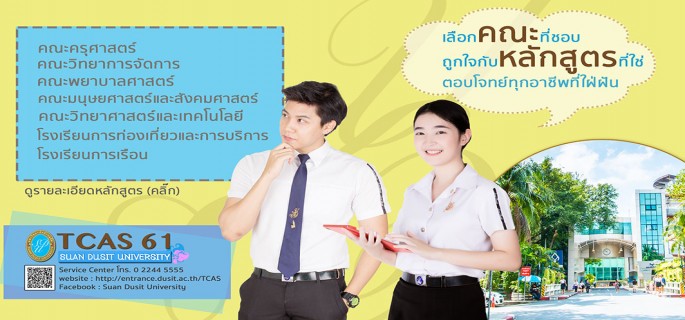 คณะครุศาสตร์
คณะวิทยาการจัดการ
คณะพยาบาลศาสตร์
คณะมนุษยศาสตร์และสังคมศาสตร์
คณะวิทยาศาสตร์และเทคโนโลยี
โรงเรียนการท่องเที่ยวและการบริการ
โรงเรียนการเรือน
ดูรายละเอียดหลักสูตร (คลิ๊ก)
TCAS 61
SUAN DUSIT UNIVERSITY
Service Center โทร. 0 2244 5555
website : http://entrance.dusit.ac.th/TCAS
Facebook : Suan Dusit University
เลือกคณะที่ชอบ
ถูกใจกับหลักสูตรที่ใช่
ตอบโจทย์ทุกอาชีพที่ใฝ่ฝัน